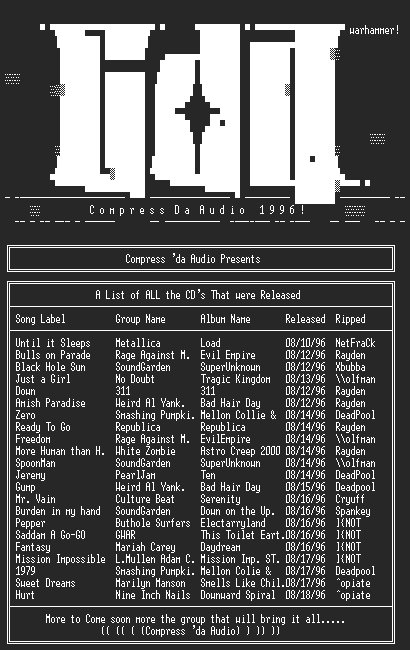 warhammer!
Compress Da Audio 1996!
Compress 'da Audio Presents
A List of ALL the CD's That were Released
Song Label Group Name Album Name Released Ripped
Until it Sleeps Metallica Load 08/10/96 NetFraCk
Bulls on Parade Rage Against M. Evil Empire 08/12/96 Rayden
Black Hole Sun SoundGarden SuperUnknown 08/12/96 Xbubba
Just a Girl No Doubt Tragic Kingdom 08/13/96 \\olfman
Down 311 311 08/12/96 Rayden
Amish Paradise Weird Al Yank. Bad Hair Day 08/12/96 Rayden
Zero Smashing Pumpki. Mellon Collie & 08/14/96 DeadPool
Ready To Go Republica Republica 08/14/96 Rayden
Freedom Rage Against M. EvilEmpire 08/14/96 \\olfman
More Human than H. White Zombie Astro Creep 2000 08/14/96 Rayden
SpoonMan SoundGarden SuperUnknown 08/14/96 \\olfman
Jeremy PearlJam Ten 08/14/96 DeadPool
Gump Weird Al Yank. Bad Hair Day 08/15/96 Deadpool
Mr. Vain Culture Beat Serenity 08/16/96 Cryuff
Burden in my hand SoundGarden Down on the Up. 08/16/96 Spankey
Pepper Buthole Surfers Electarryland 08/16/96 ]{NOT
Saddam A Go-GO GWAR This Toilet Eart. 08/16/96 ]{NOT
Fantasy Mariah Carey Daydream 08/16/96 ]{NOT
Mission Impossible L.Mullen Adam C. Mission Imp. ST. 08/17/96 ]{NOT
1979 Smashing Pumpki. Mellon Colie & 08/17/96 Deadpool
Sweet Dreams Marilyn Manson Smells Like Chil. 08/17/96 ^opiate
Hurt Nine Inch Nails Downward Spiral 08/18/96 ^opiate
More to Come soon more the group that will bring it all.....
(( (( ( (Compress 'da Audio) ) )) ))